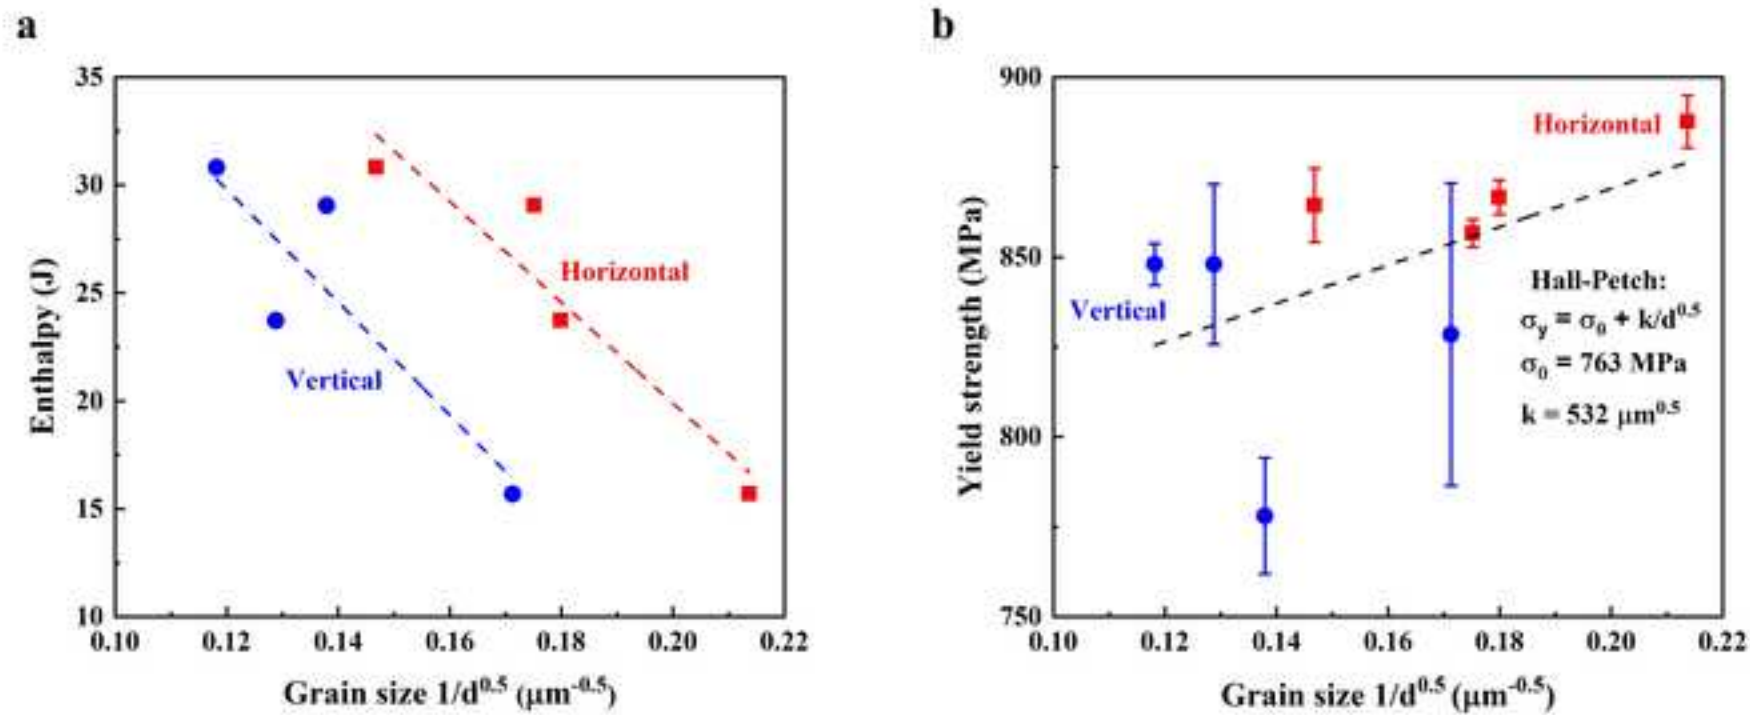 a
35
30
25
20
15
10
Enthalpy (J)
Horizontal
Vertical
0.10 0.12 0.14 0.16 0.18 0.20 0.22
Grain size 1/d^0.5 (μm^-0.5)
b
900
850
800
750
Yield strength (MPa)
Horizontal
Vertical
Hall-Petch:
σy = σ0 + k/d^0.5
σ0 = 763 MPa
k = 532 μm^0.5
0.10 0.12 0.14 0.16 0.18 0.20 0.22
Grain size 1/d^0.5 (μm^-0.5)